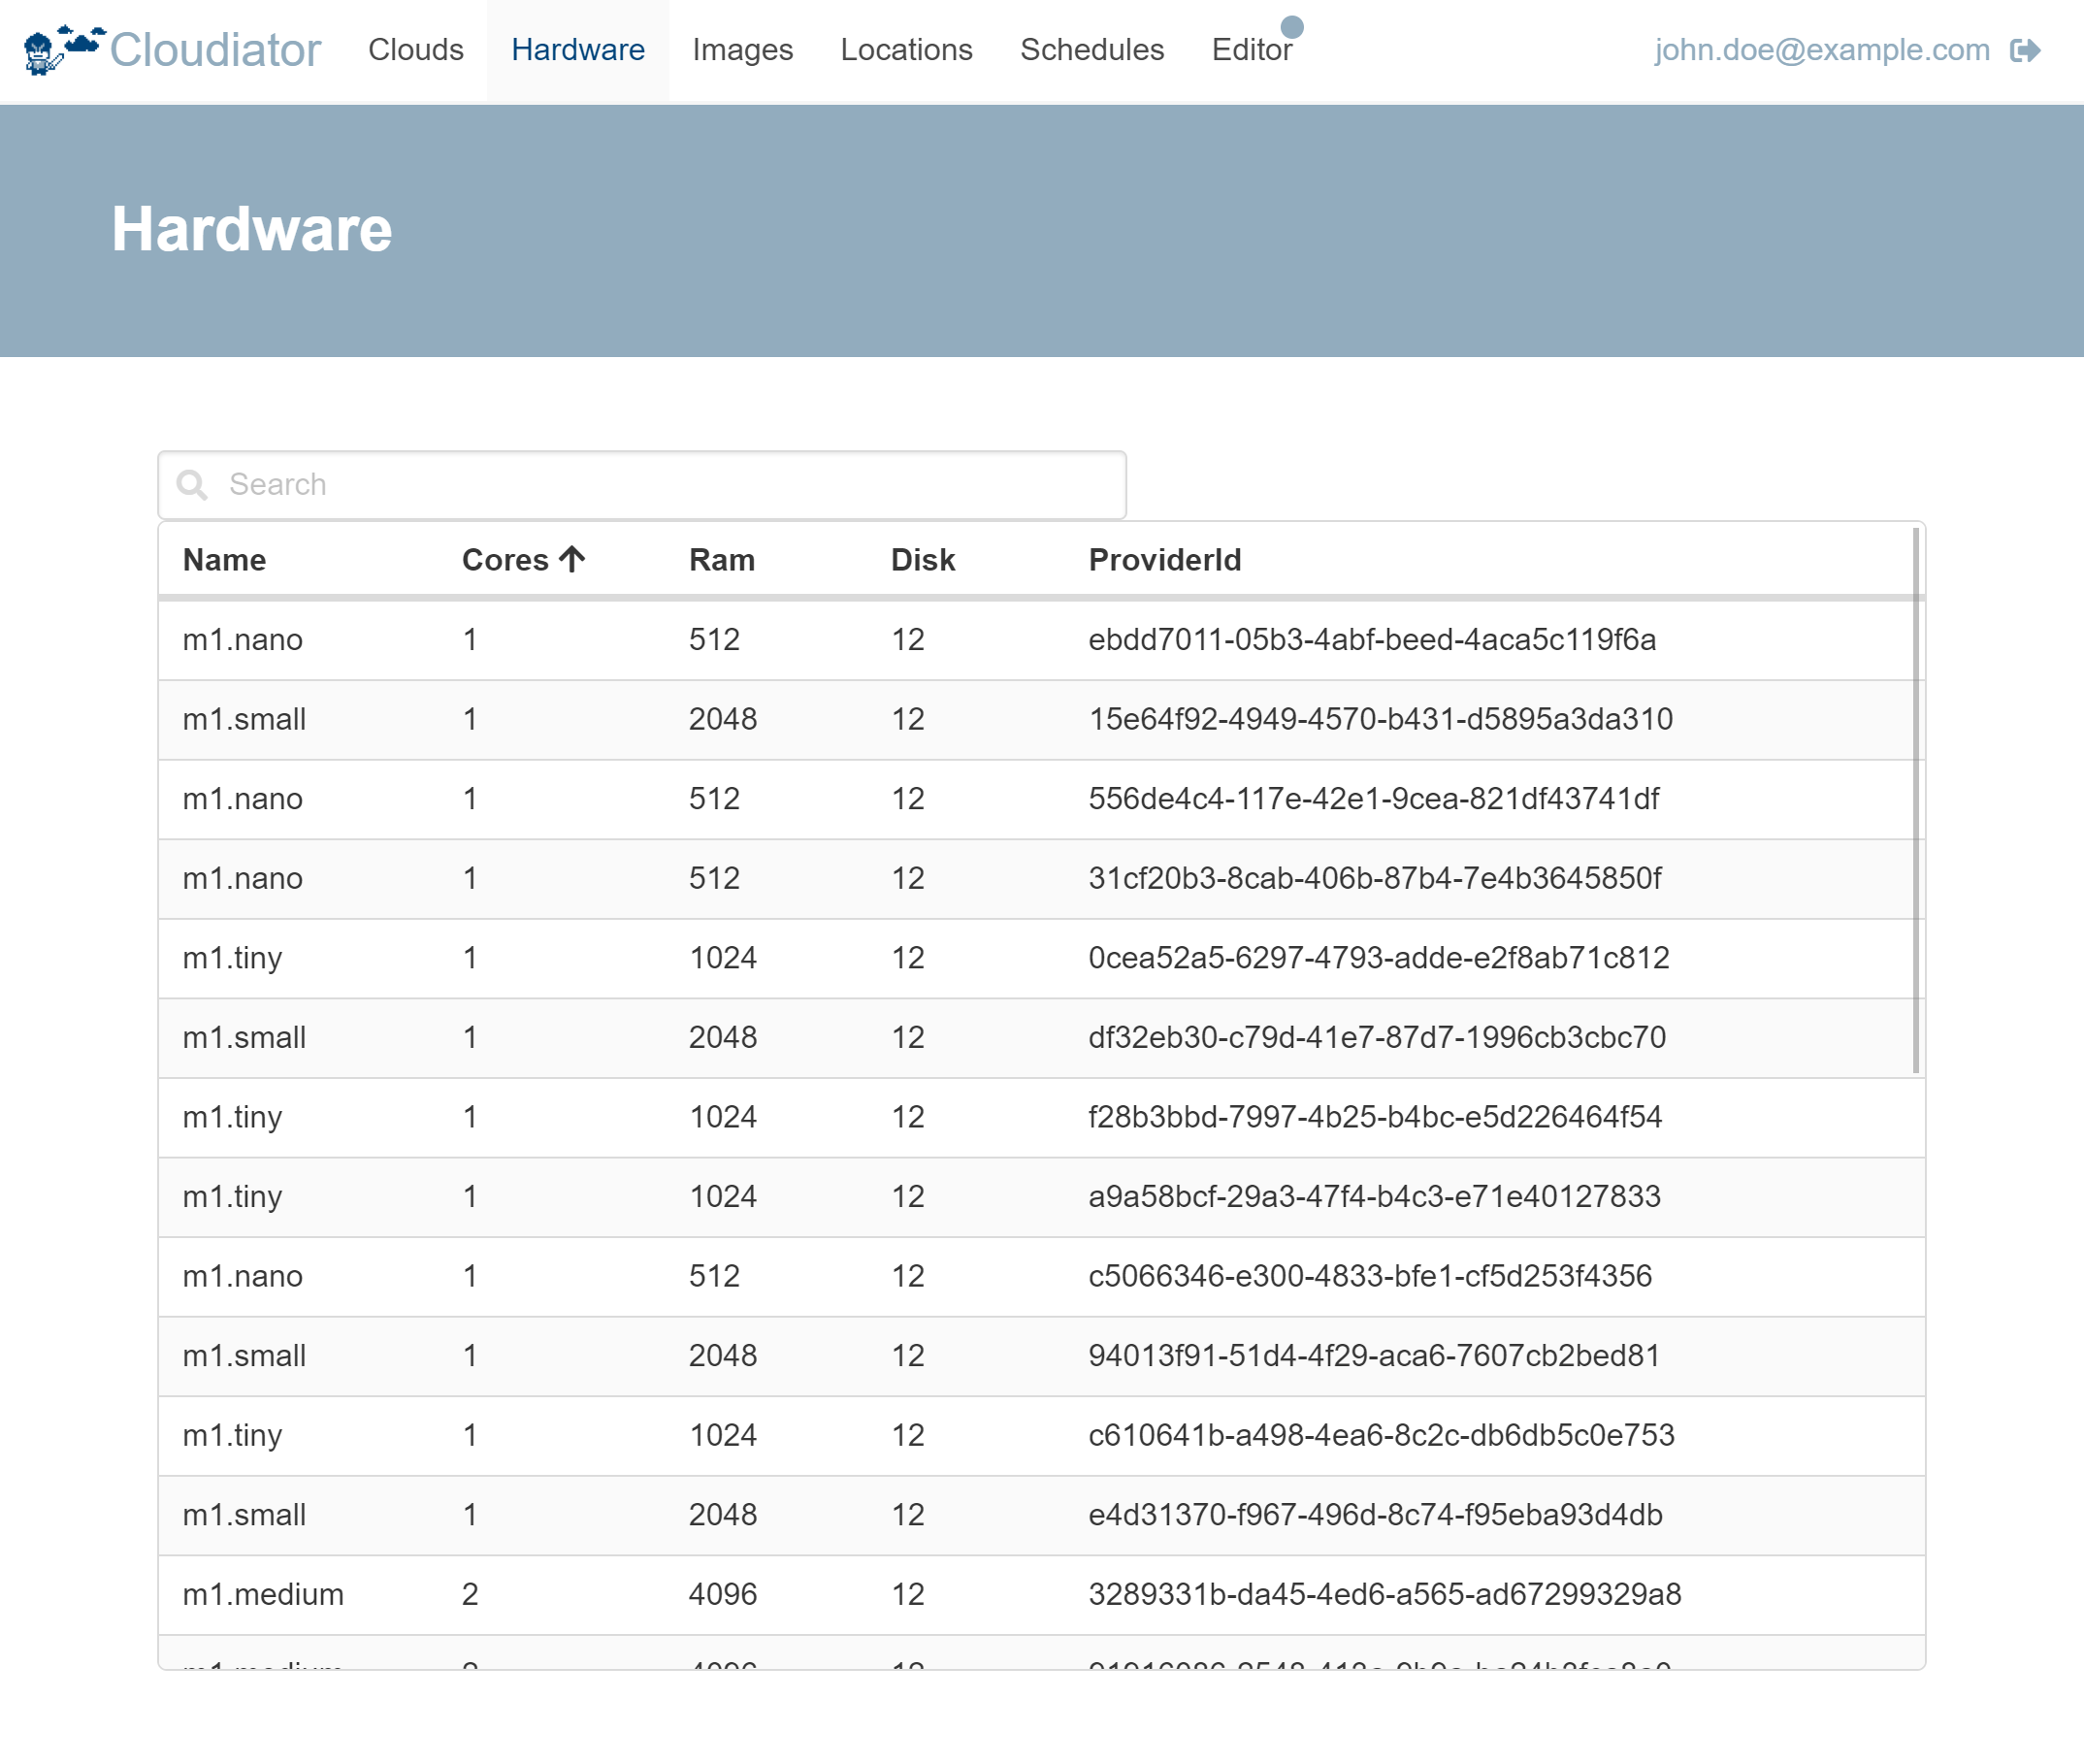 Cloudiator Clouds Hardware Images Locations Schedules Editor john.doe@example.com
Hardware
Search
Name Cores Ram Disk ProviderId
m1.nano 1 512 12 ebdd7011-05b3-4abf-beed-4aca5c119f6a
m1.small 1 2048 12 15e64f92-4949-4570-b431-d5895a3da310
m1.nano 1 512 12 556de4c4-117e-42e1-9cea-821df43741df
m1.nano 1 512 12 31cf20b3-8cab-406b-87b4-7e4b3645850f
m1.tiny 1 1024 12 0cea52a5-6297-4793-adde-e2f8ab71c812
m1.small 1 2048 12 df32eb30-c79d-41e7-87d7-1996cb3cbc70
m1.tiny 1 1024 12 f28b3bbd-7997-4b25-b4bc-e5d226464f54
m1.tiny 1 1024 12 a9a58bcf-29a3-47f4-b4c3-e71e40127833
m1.nano 1 512 12 c5066346-e300-4833-bfe1-cf5d253f4356
m1.small 1 2048 12 94013f91-51d4-4f29-aca6-7607cb2bed81
m1.tiny 1 1024 12 c610641b-a498-4ea6-8c2c-db6db5c0e753
m1.small 1 2048 12 e4d31370-f967-496d-8c74-f95eba93d4db
m1.medium 2 4096 12 3289331b-da45-4ed6-a565-ad67299329a8
m1.medium 2 4096 12